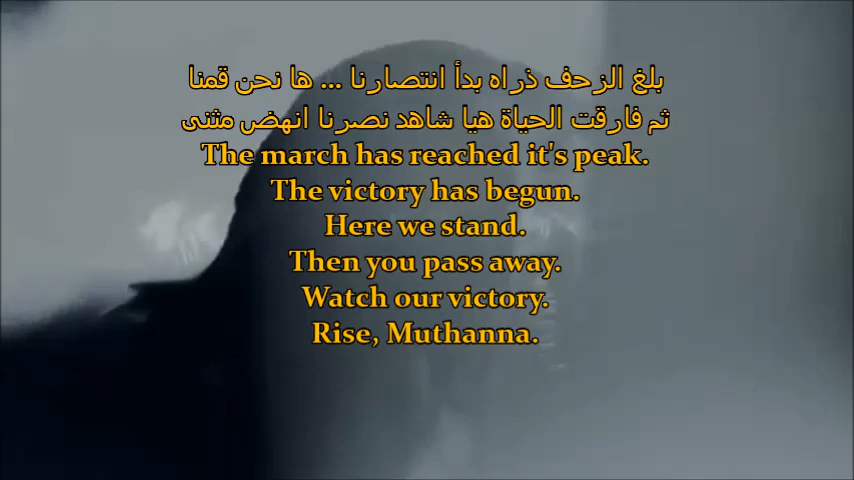 بلغ الزحف ذراه بدأ انتصارنا ... ها نحن قمنا
ثم فارقت الحياة هيا شاهد نصرنا انهض مثنى
The march has reached it's peak.
The victory has begun.
Here we stand.
Then you pass away.
Watch our victory.
Rise, Muthanna.